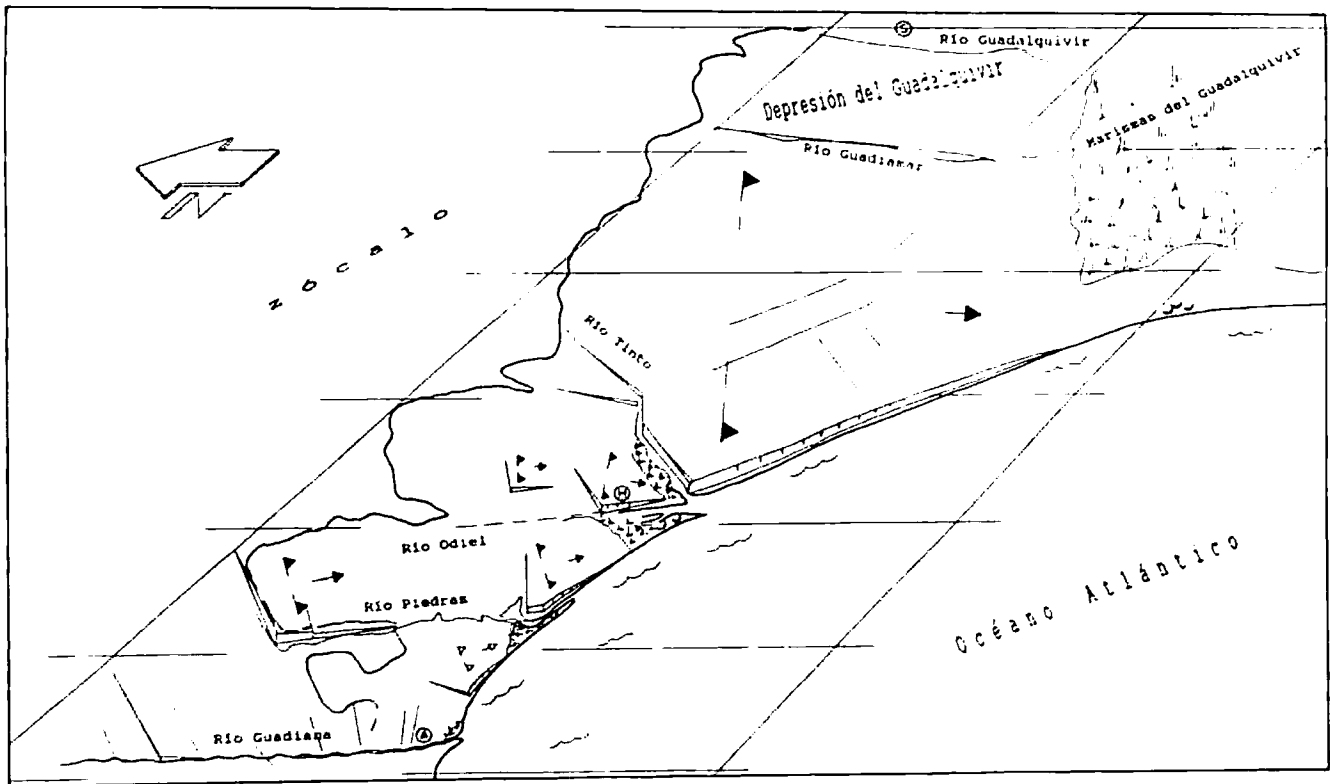 S
Río Guadalquivir
Depresión del Guadalquivir
Marismas del Guadalquivir
Río Guadiamar
zócalo
N
Río Tinto
H
Río Odiel
Río Piedras
Océano Atlántico
A
Río Guadiana